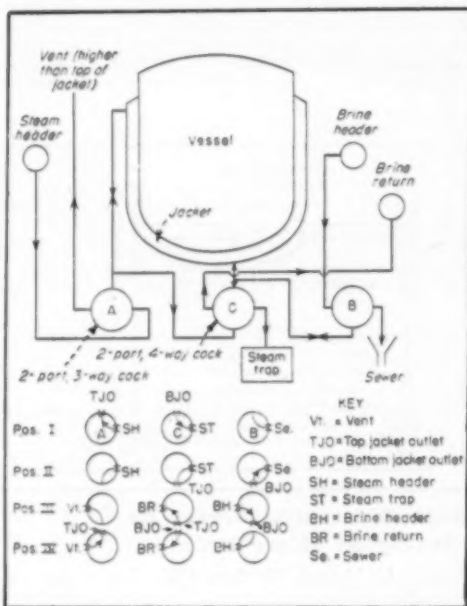 Vent (higher
than top of
jacket)
Steam
header
Vessel
Brine
header
Brine
return
Jacket
A
C
B
2-port, 4-way cock
2-port, 3-way cock
Steam
trap
Sewer
TJO
BJO
Pos. I
A
SH
C
ST
B
Se.
Pos. II
SH
ST
Se
TJO
BJO
Pos. III
Vt.
BR
BH
TJO
BJO
TJO
BJO
Pos. IV
Vt.
BR
BH
KEY
Vt. = Vent
TJO = Top jacket outlet
BJO = Bottom jacket outlet
SH = Steam header
ST = Steam trap
BH = Brine header
BR = Brine return
Se. = Sewer